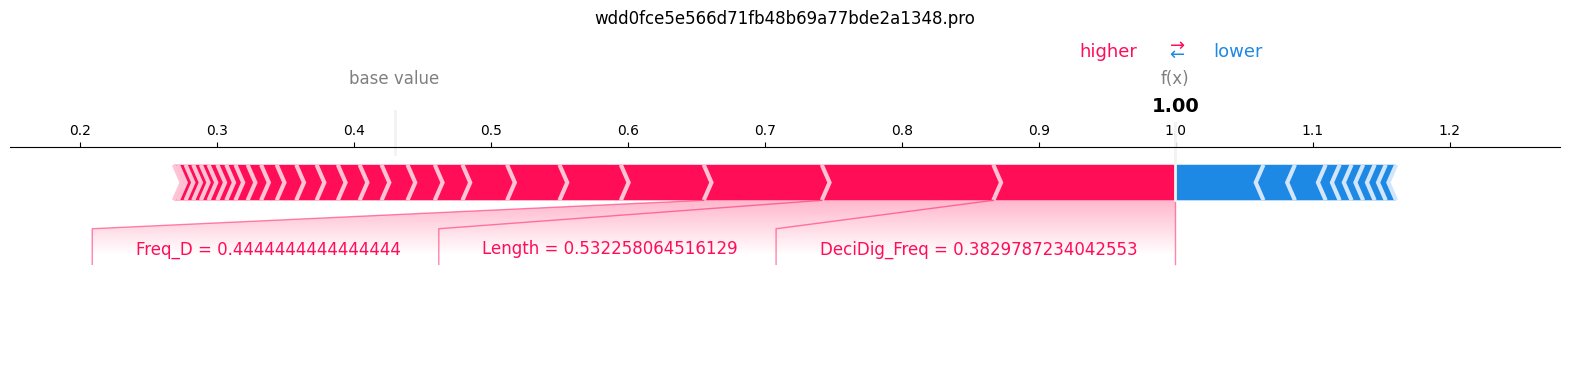 wdd0fce5e566d71fb48b69a77bde2a1348.pro
higher ⇄ lower
base value f(x)
1.00
0.2 0.3 0.4 0.5 0.6 0.7 0.8 0.9 1.0 1.1 1.2
Freq_D = 0.4444444444444444 Length = 0.532258064516129 DeciDig_Freq = 0.3829787234042553